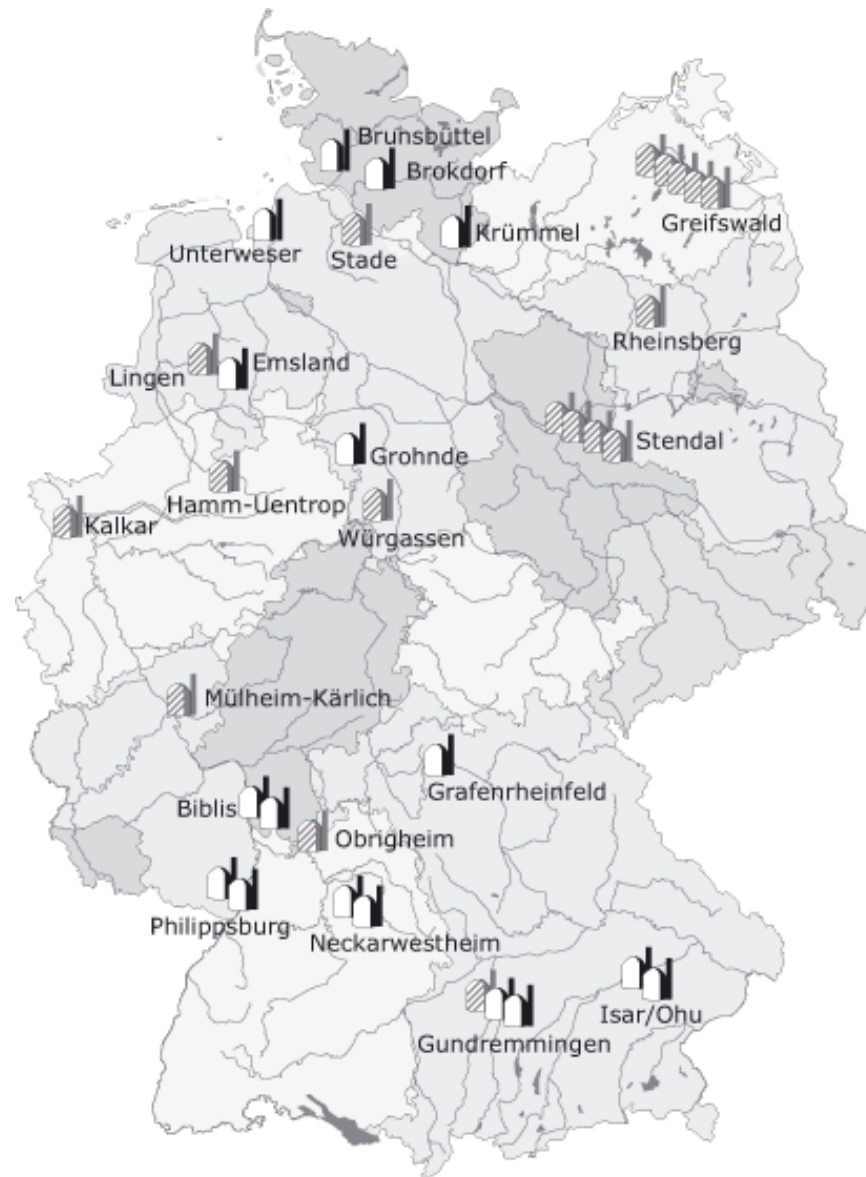 Brunsbüttel
Brokdorf
Greifswald
Krümmel
Unterweser
Stade
Rheinsberg
Emsland
Lingen
Stendal
Grohnde
Hamm-Uentrop
Kalkar
Würgassen
Mülheim-Kärlich
Grafenrheinfeld
Biblis
Obrigheim
Philippsburg
Neckarwestheim
Isar/Ohu
Gundremmingen